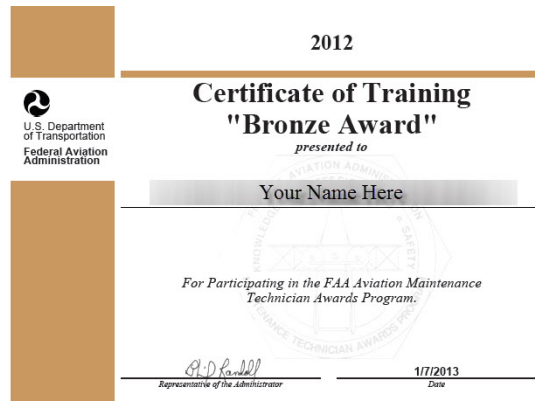 2012
Certificate of Training
"Bronze Award"
presented to
U.S. Department
of Transportation
Federal Aviation
Administration
Your Name Here
For Participating in the FAA Aviation Maintenance
Technician Awards Program.
1/7/2013
Representative of the Administrator
Date